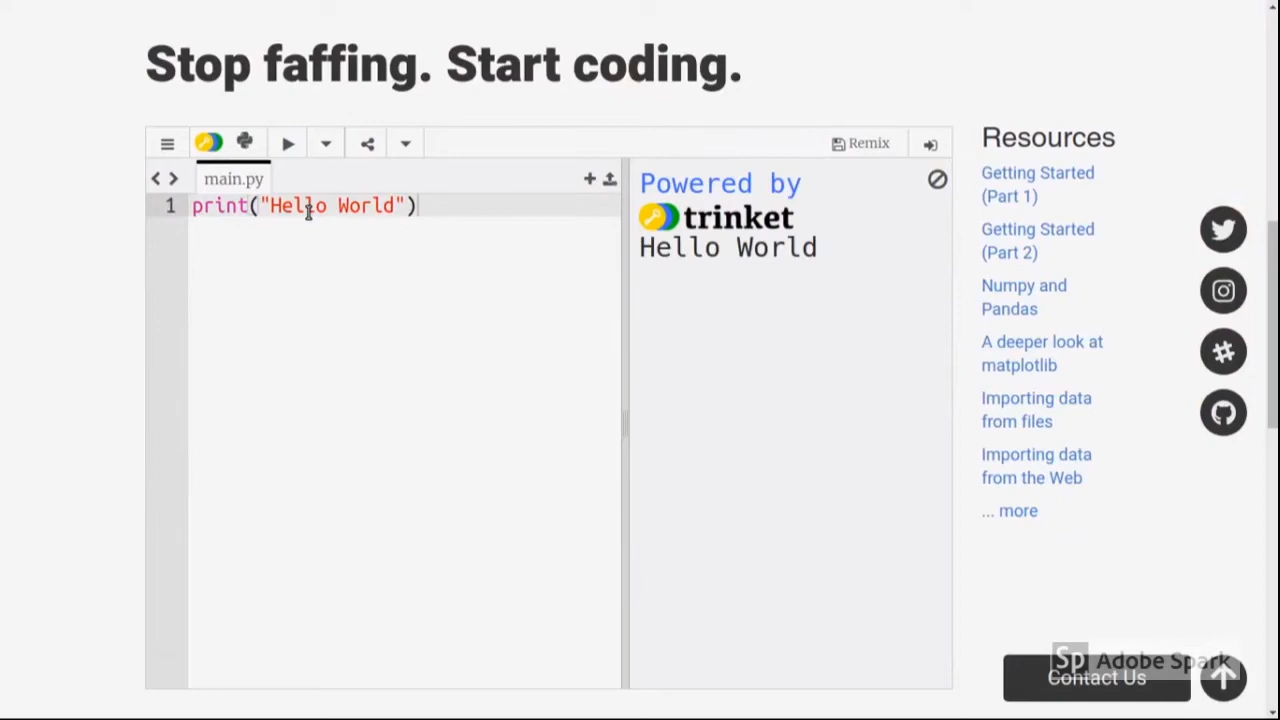 Stop faffing. Start coding.
Remix
main.py
1 print("Hello World")
Powered by
trinket
Hello World
Resources
Getting Started
(Part 1)
Getting Started
(Part 2)
Numpy and
Pandas
A deeper look at
matplotlib
Importing data
from files
Importing data
from the Web
... more
Sp Adobe Spark
Contact Us